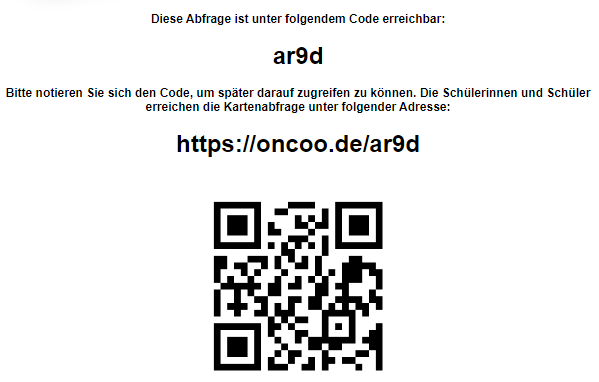 Diese Abfrage ist unter folgendem Code erreichbar:
ar9d
Bitte notieren Sie sich den Code, um später darauf zugreifen zu können. Die Schülerinnen und Schüler
erreichen die Kartenabfrage unter folgender Adresse:
https://oncoo.de/ar9d